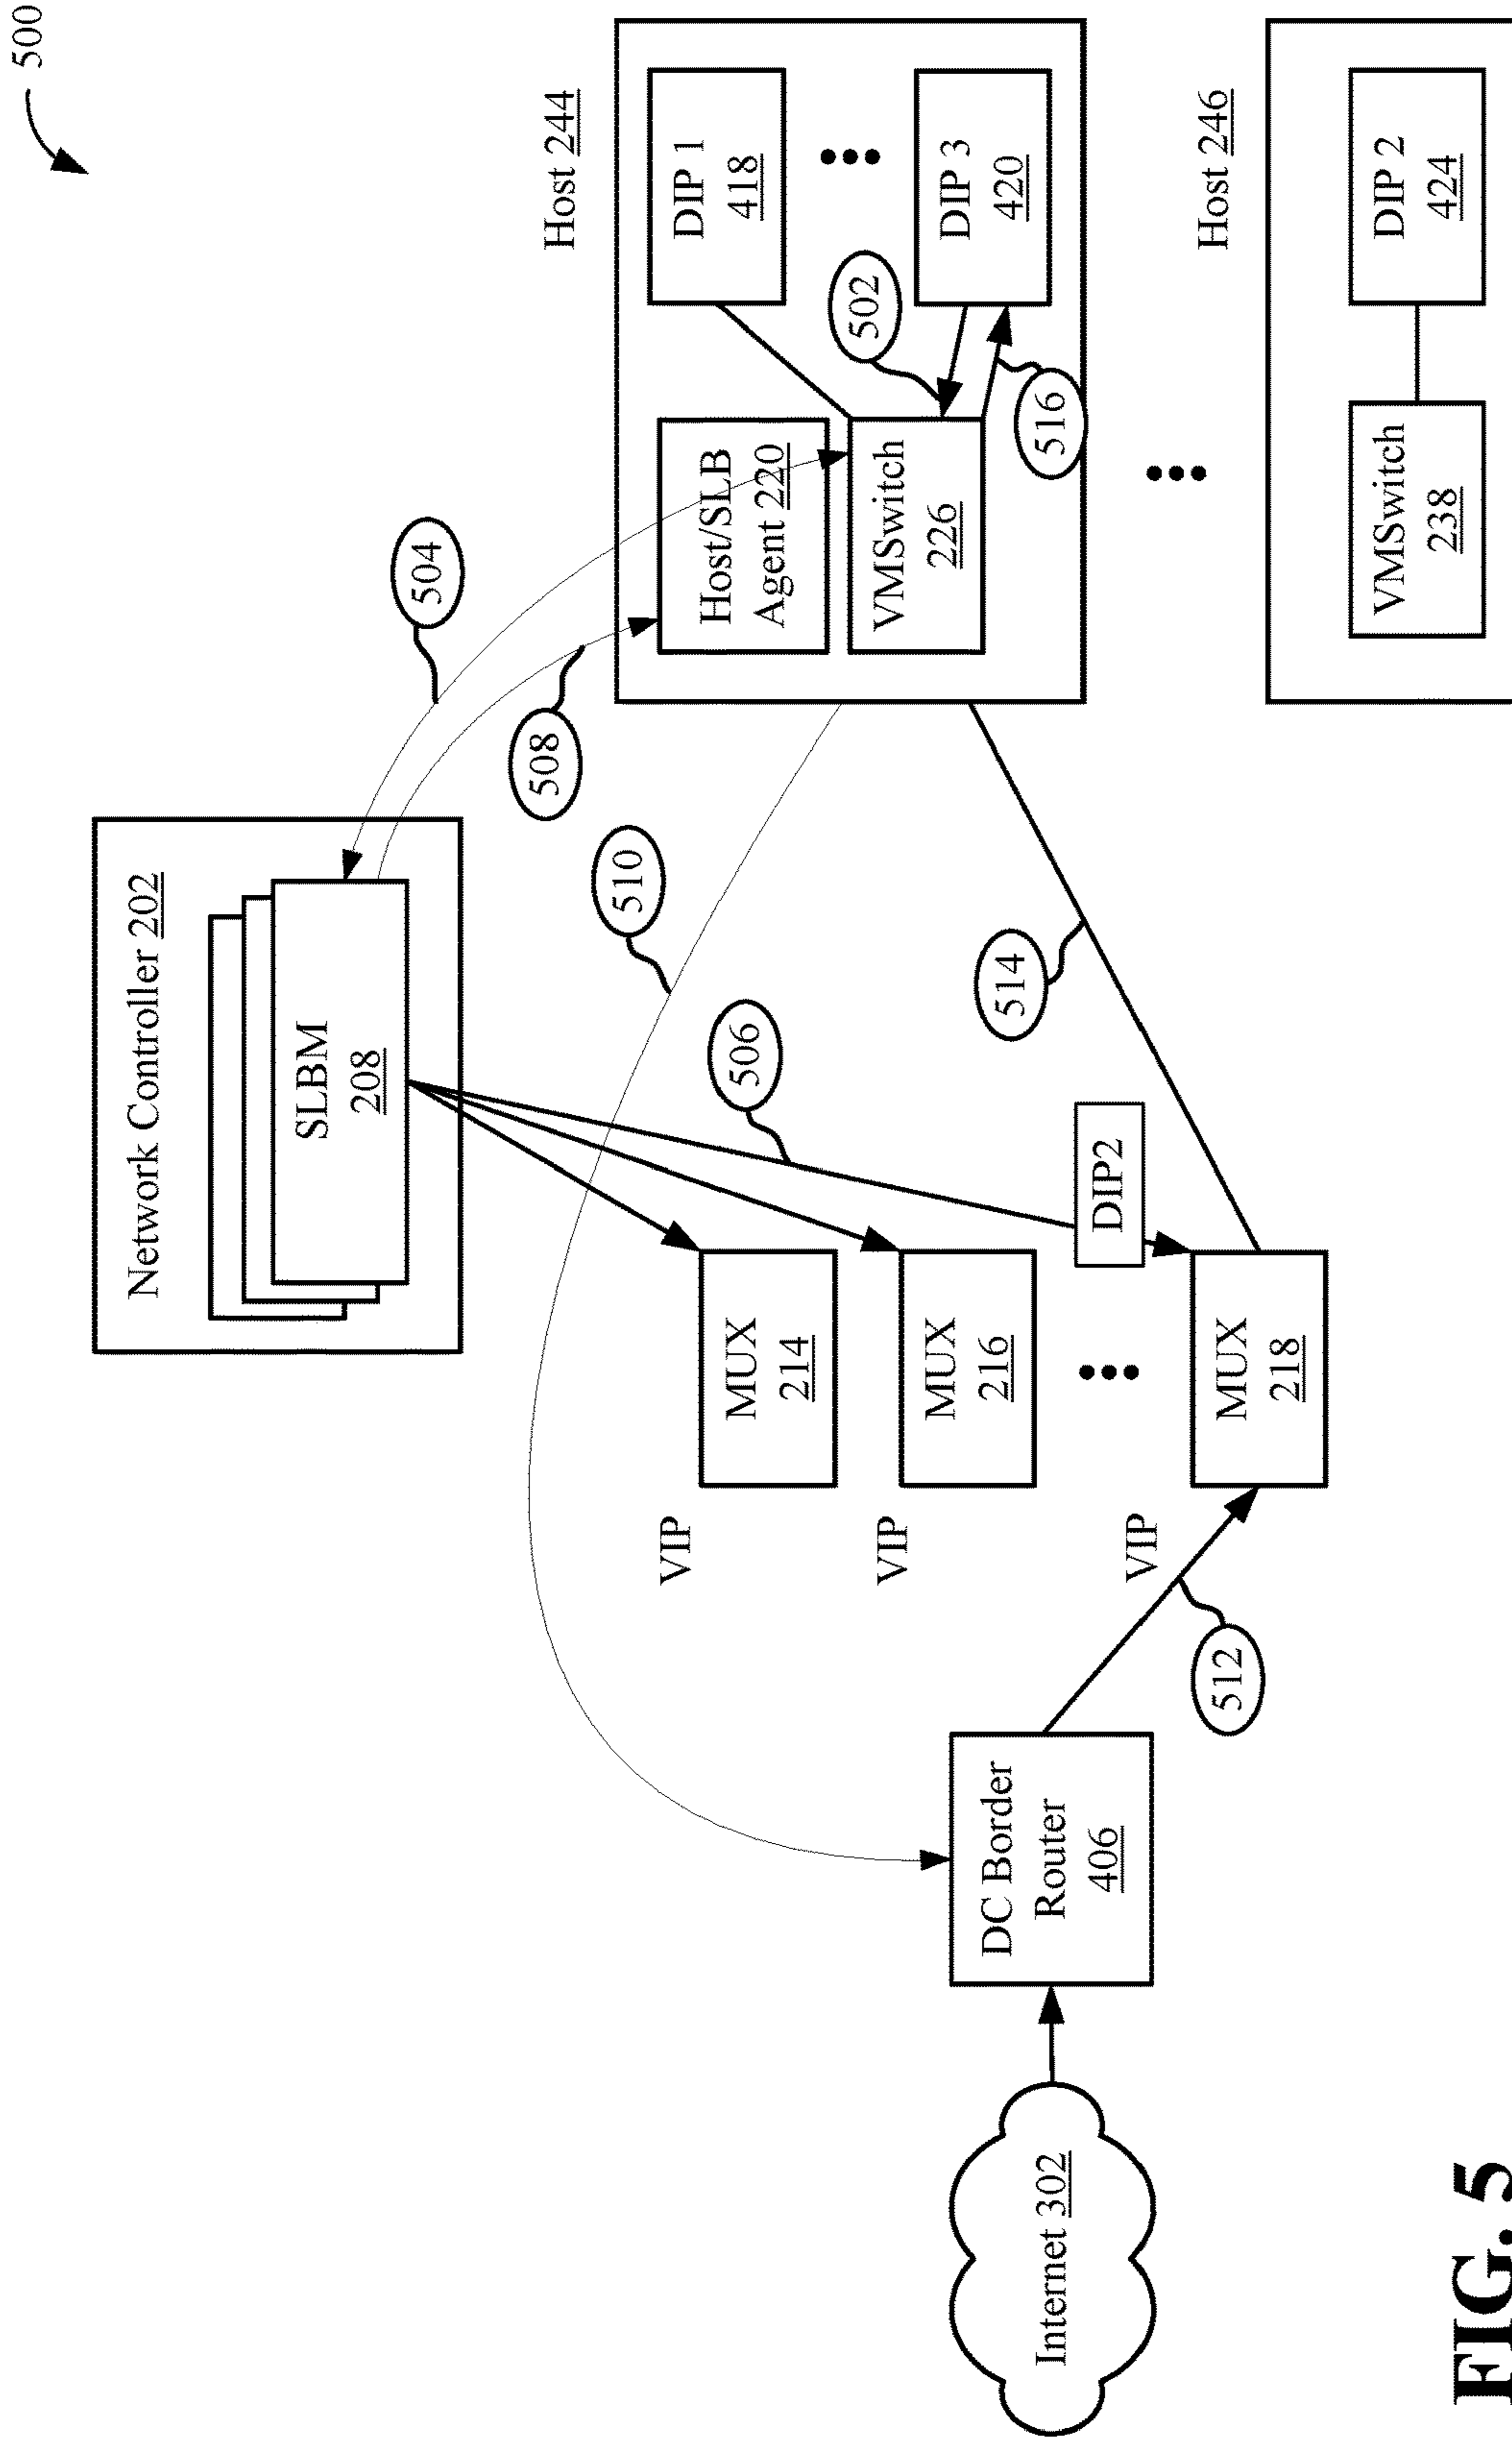 500
Network Controller 202
SLBM
208
504
508
Host 244
Host/SLB
Agent 220
VMSwitch
226
DIP 1
418
DIP 3
420
502
516
510
506
514
DIP2
VIP
MUX
214
VIP
MUX
216
VIP
MUX
218
512
DC Border
Router
406
Internet 302
Host 246
VMSwitch
238
DIP 2
424
FIG. 5